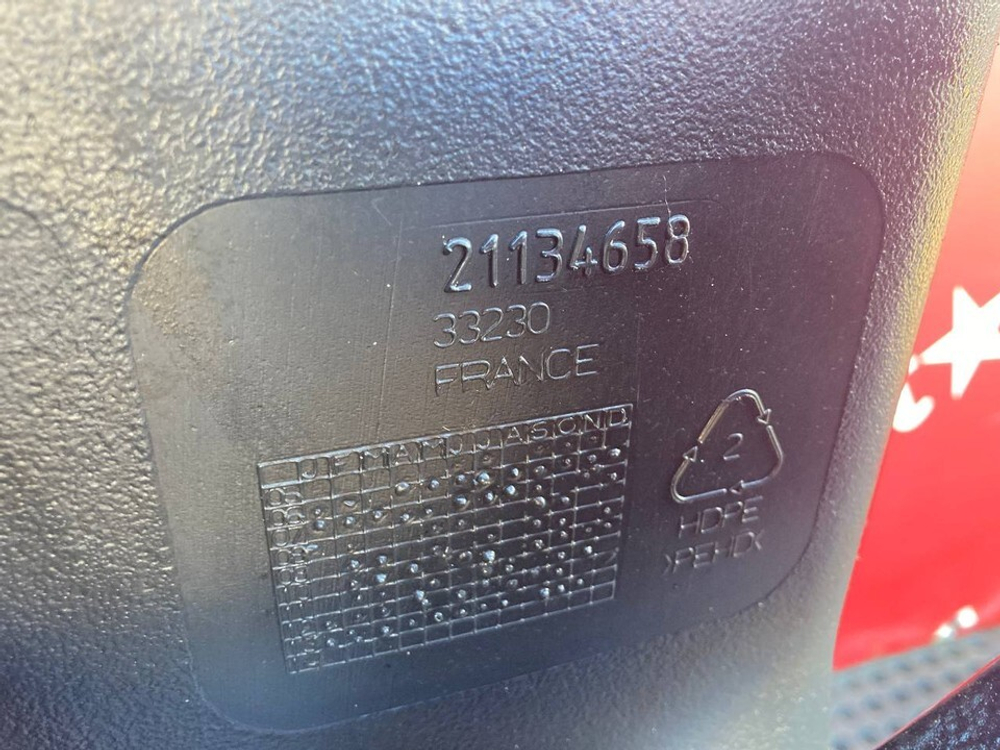 21134658
33230
FRANCE
J F M A M J J A S O N D
2
HDPE
>PEHD<